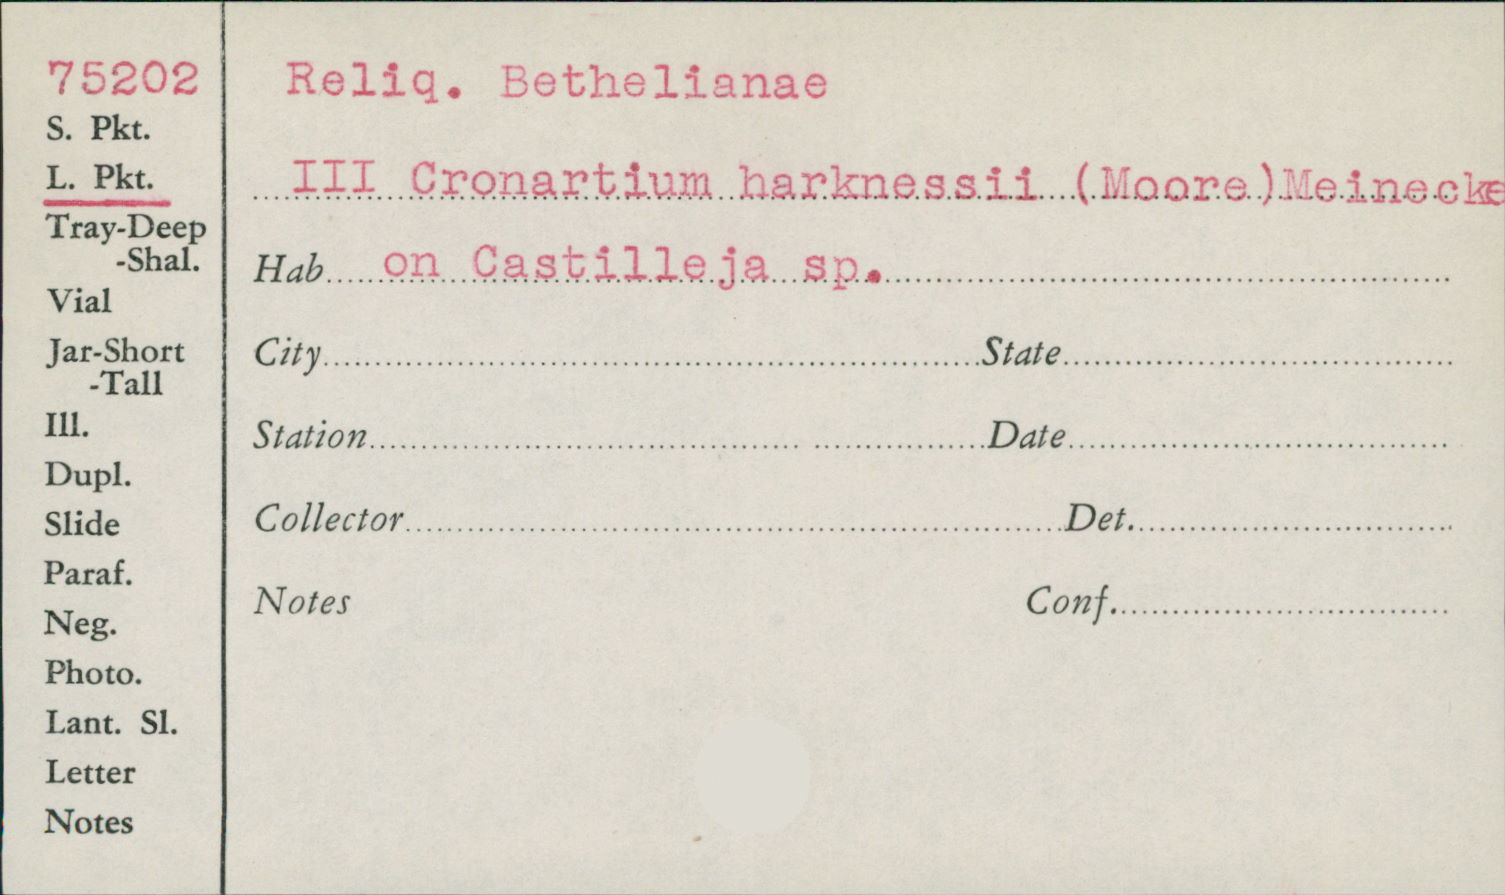 75202
S. Pkt.
L. Pkt.
Tray-Deep
-Shal.
Vial
Jar-Short
-Tall
Ill.
Dupl.
Slide
Paraf.
Neg.
Photo.
Lant. Sl.
Letter
Notes
Reliq. Bethelianae
III Cronartium harknessii (Moore)Meinecke
Hab on Castilleja sp.
City State
Station Date
Collector Det.
Notes Conf.